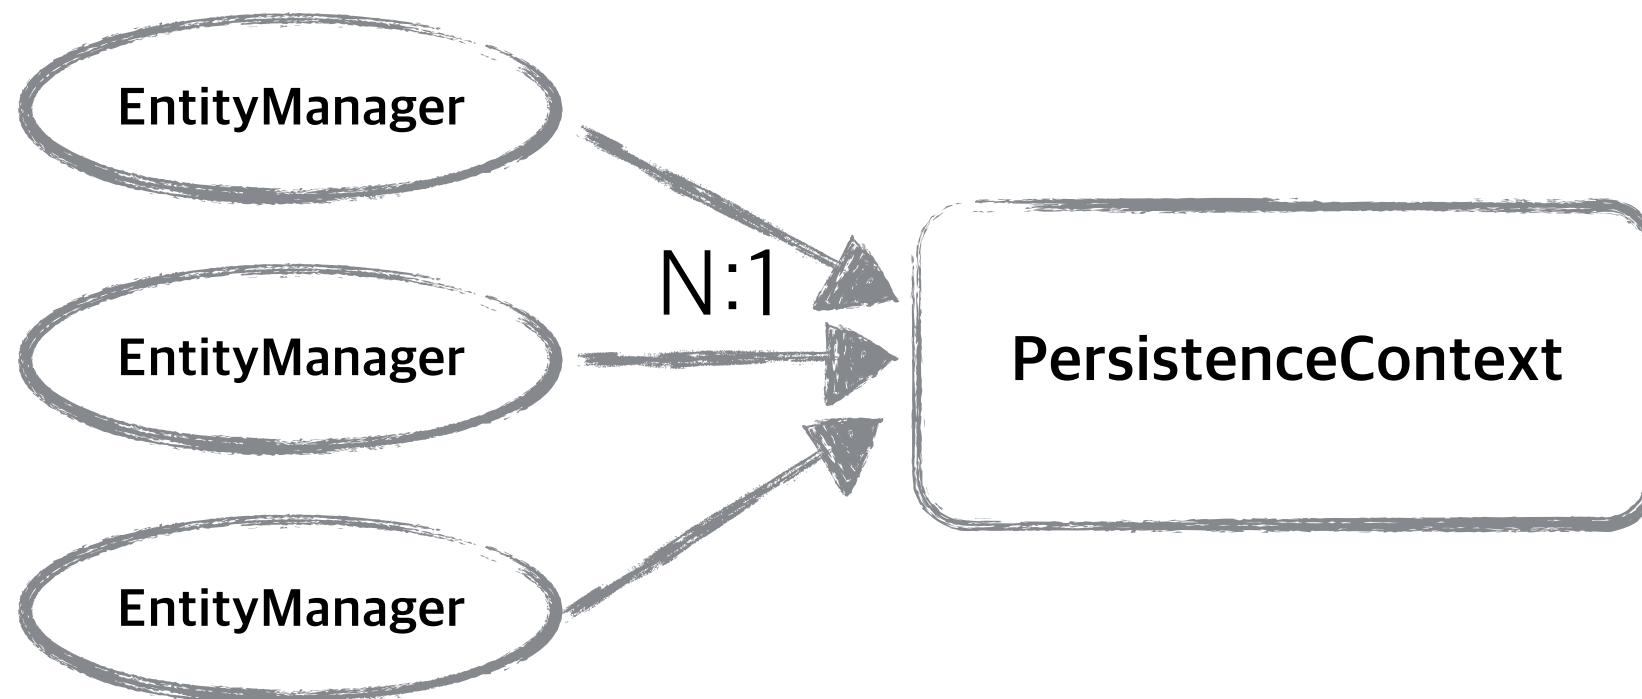 EntityManager
N:1
EntityManager
PersistenceContext
EntityManager